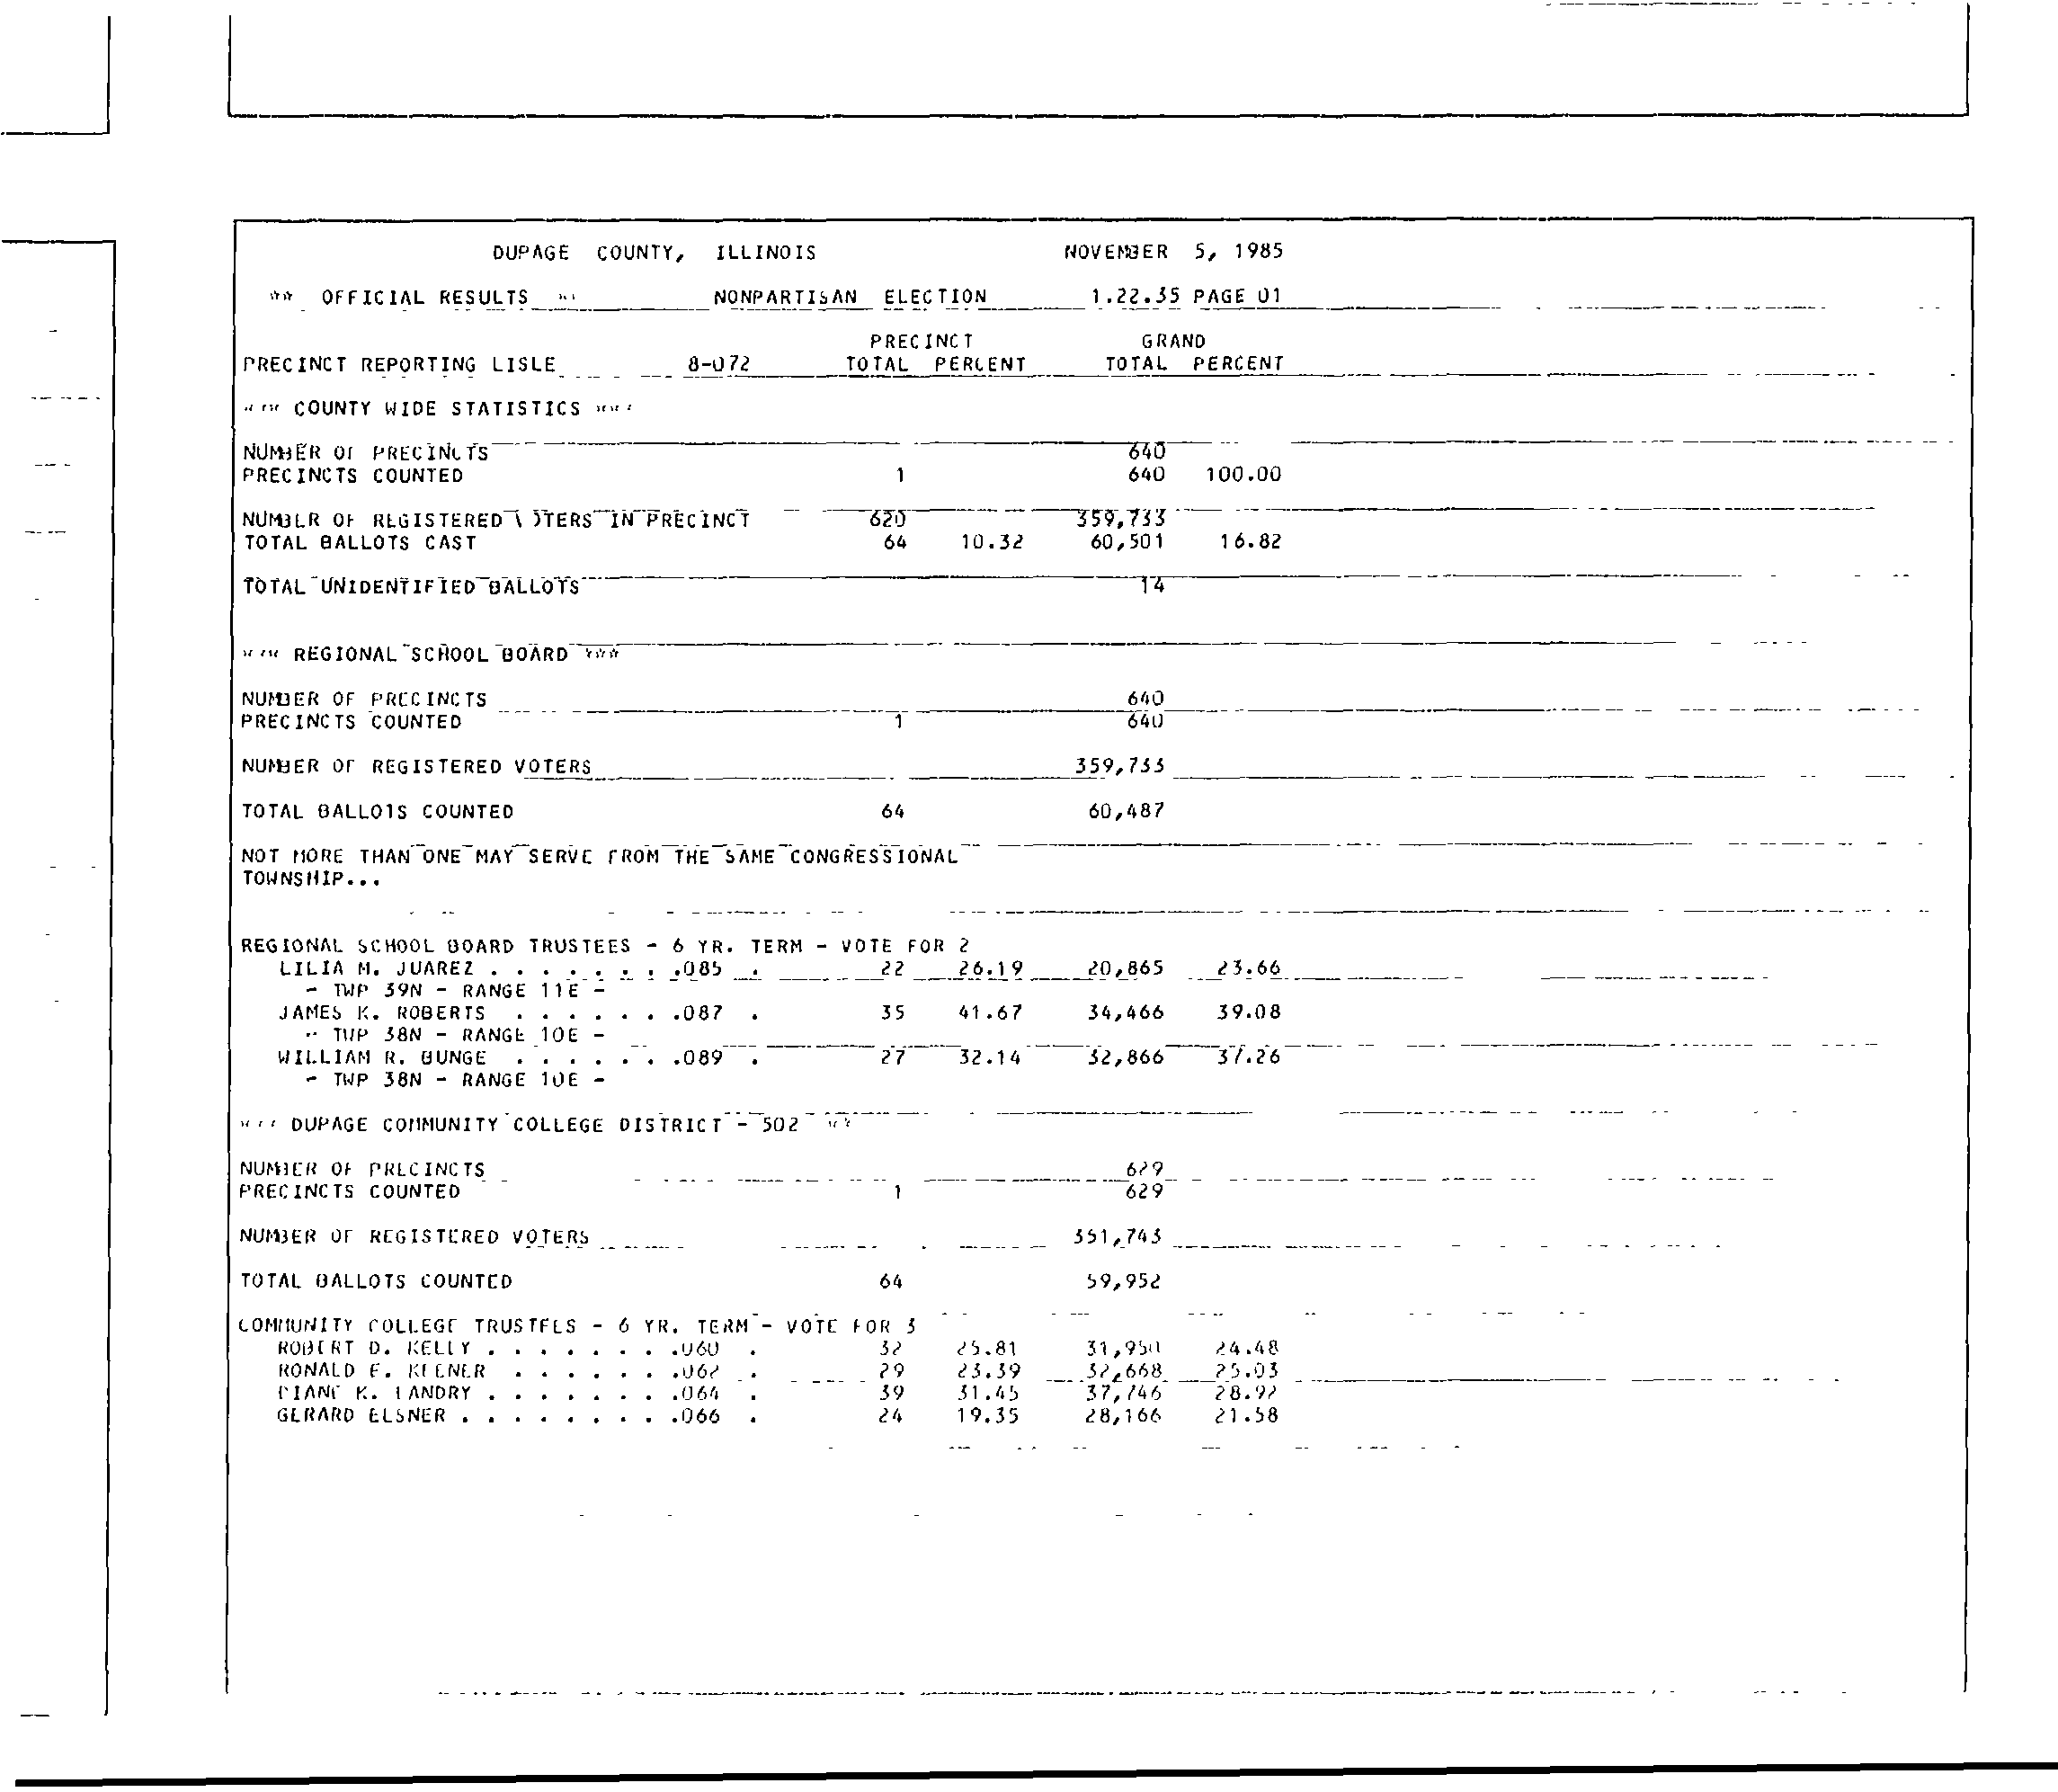 DUPAGE COUNTY, ILLINOIS NOVEMBER 5, 1985
** OFFICIAL RESULTS ** NONPARTISAN ELECTION 1.22.35 PAGE 01
PRECINCT GRAND
PRECINCT REPORTING LISLE 8-072 TOTAL PERCENT TOTAL PERCENT
*** COUNTY WIDE STATISTICS ***
NUMBER OF PRECINCTS 640
PRECINCTS COUNTED 1 640 100.00
NUMBER OF REGISTERED VOTERS IN PRECINCT 620 359,733
TOTAL BALLOTS CAST 64 10.32 60,501 16.82
TOTAL UNIDENTIFIED BALLOTS 14
*** REGIONAL SCHOOL BOARD ***
NUMBER OF PRECINCTS 640
PRECINCTS COUNTED 1 640
NUMBER OF REGISTERED VOTERS 359,733
TOTAL BALLOTS COUNTED 64 60,487
NOT MORE THAN ONE MAY SERVE FROM THE SAME CONGRESSIONAL
TOWNSHIP...
REGIONAL SCHOOL BOARD TRUSTEES - 6 YR. TERM - VOTE FOR 2
LILIA M. JUAREZ . . . . . . . .085 . 22 26.19 20,865 23.66
- TWP 39N - RANGE 11E -
JAMES K. ROBERTS . . . . . . .087 . 35 41.67 34,466 39.08
- TWP 38N - RANGE 10E -
WILLIAM R. BUNGE . . . . . . .089 . 27 32.14 32,866 37.26
- TWP 38N - RANGE 10E -
*** DUPAGE COMMUNITY COLLEGE DISTRICT - 502 **
NUMBER OF PRECINCTS 629
PRECINCTS COUNTED 1 629
NUMBER OF REGISTERED VOTERS 351,743
TOTAL BALLOTS COUNTED 64 59,952
COMMUNITY COLLEGE TRUSTEES - 6 YR. TERM - VOTE FOR 3
ROBERT D. KELLY . . . . . . . .060 . 32 25.81 31,950 24.48
RONALD E. KEENER . . . . . . .062 . 29 23.39 32,668 25.03
DIANE K. LANDRY . . . . . . . .064 . 39 31.45 37,746 28.92
GERARD ELSNER . . . . . . . . .066 . 24 19.35 28,166 21.58